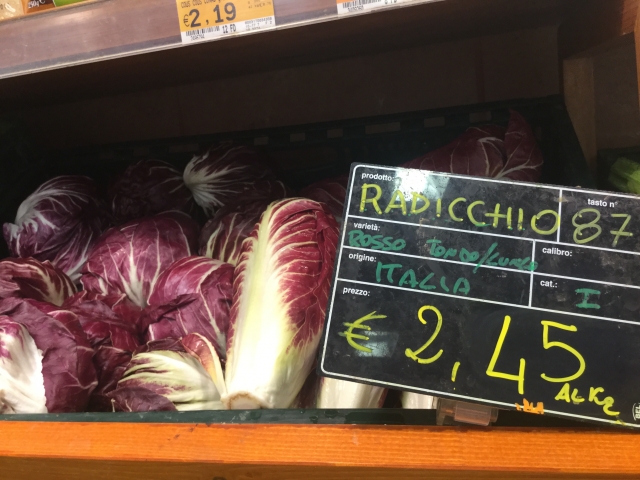 €2,19
prodotto:
RADICCHIO
tasto n°
87
varietà:
ROSSO TONDO/LUNGO
calibro:
origine:
ITALIA
cat.:
I
prezzo:
€ 2,45
AL KG